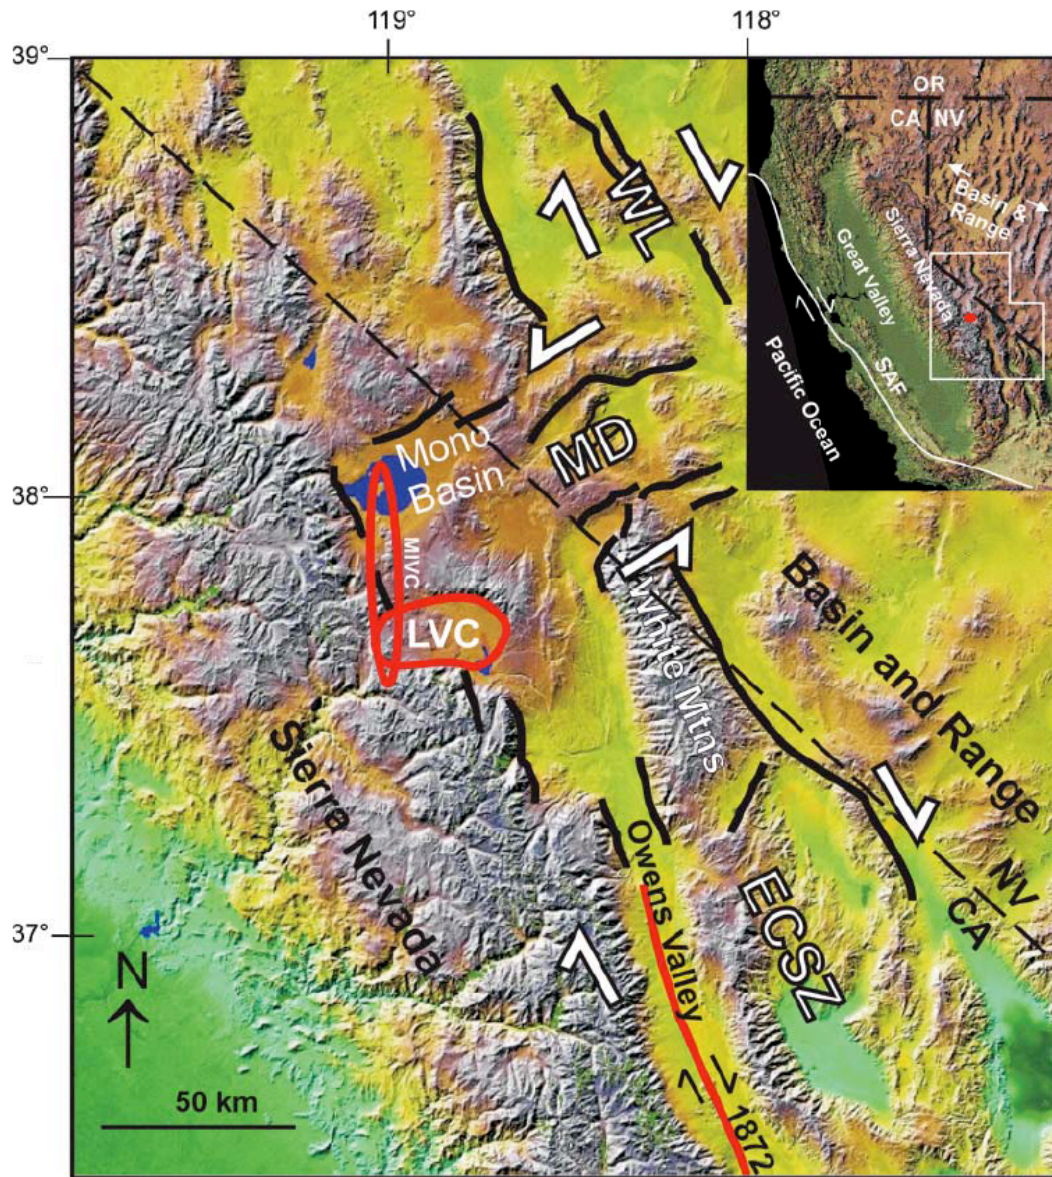 119°
118°
39°
38°
37°
OR
CA NV
Basin &
Range
Sierra Nevada
Great Valley
SAF
Pacific Ocean
WL
MD
Mono
Basin
MIVC
LVC
White Mtns
Basin and Range
Sierra Nevada
Owens Valley
ECSZ
NV
CA
1872
N
50 km